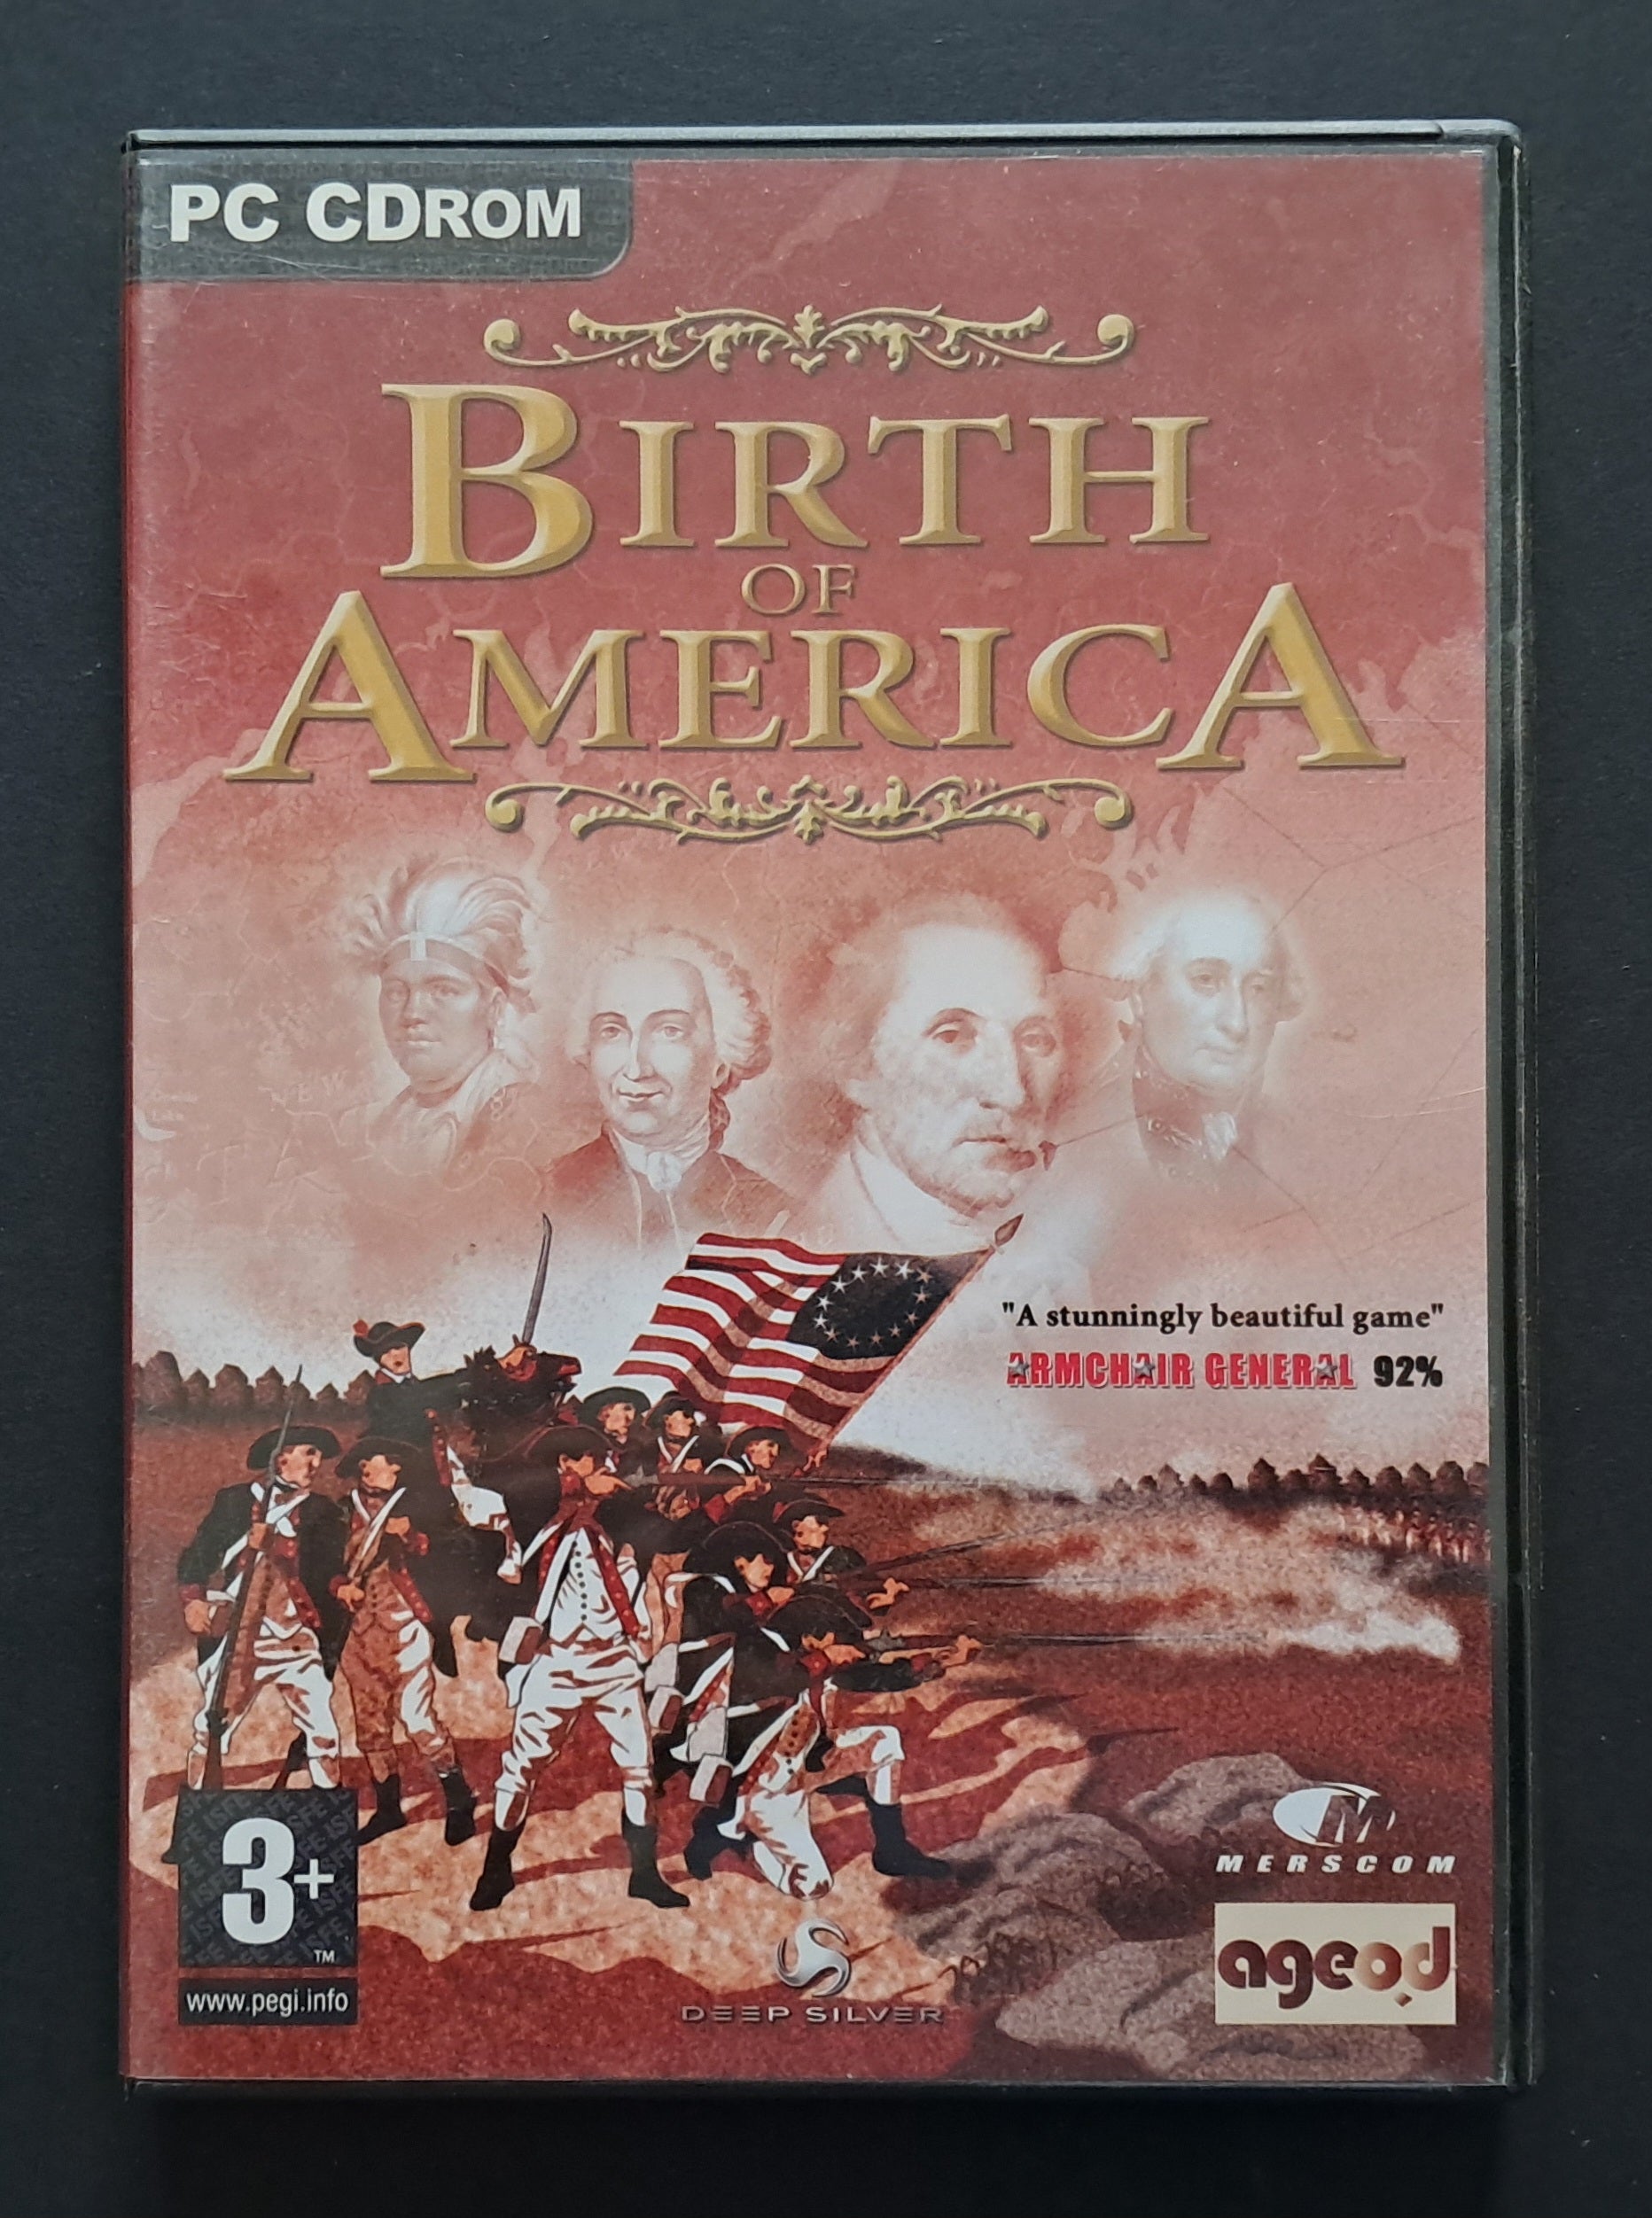 PC CDROM
BIRTH
OF
AMERICA
"A stunningly beautiful game"
ARMCHAIR GENERAL 92%
MERSCOM
3+
TM
ageod
www.pegi.info
DEEP SILVER